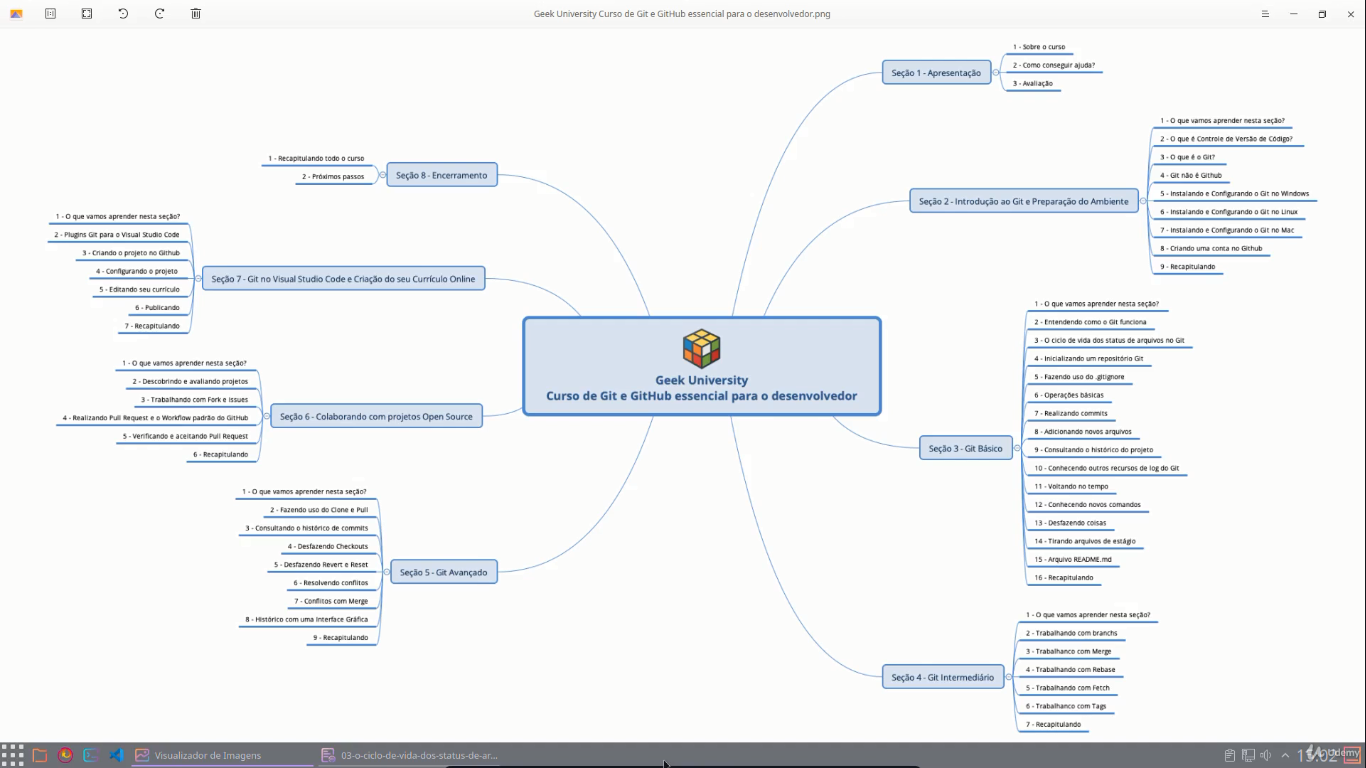 Geek University Curso de Git e GitHub essencial para o desenvolvedor.png
Geek University
Curso de Git e GitHub essencial para o desenvolvedor
Seção 1 - Apresentação
1 - Sobre o curso
2 - Como conseguir ajuda?
3 - Avaliação
Seção 2 - Introdução ao Git e Preparação do Ambiente
1 - O que vamos aprender nesta seção?
2 - O que é Controle de Versão de Código?
3 - O que é o Git?
4 - Git não é Github
5 - Instalando e Configurando o Git no Windows
6 - Instalando e Configurando o Git no Linux
7 - Instalando e Configurando o Git no Mac
8 - Criando uma conta no Github
9 - Recapitulando
Seção 3 - Git Básico
1 - O que vamos aprender nesta seção?
2 - Entendendo como o Git funciona
3 - O ciclo de vida dos status de arquivos no Git
4 - Inicializando um repositório Git
5 - Fazendo uso do .gitignore
6 - Operações básicas
7 - Realizando commits
8 - Adicionando novos arquivos
9 - Consultando o histórico do projeto
10 - Conhecendo outros recursos de log do Git
11 - Voltando no tempo
12 - Conhecendo novos comandos
13 - Desfazendo coisas
14 - Tirando arquivos de estágio
15 - Arquivo README.md
16 - Recapitulando
Seção 4 - Git Intermediário
1 - O que vamos aprender nesta seção?
2 - Trabalhando com branchs
3 - Trabalhanco com Merge
4 - Trabalhando com Rebase
5 - Trabalhando com Fetch
6 - Trabalhanco com Tags
7 - Recapitulando
Seção 5 - Git Avançado
1 - O que vamos aprender nesta seção?
2 - Fazendo uso do Clone e Pull
3 - Consultando o histórico de commits
4 - Desfazendo Checkouts
5 - Desfazendo Revert e Reset
6 - Resolvendo conflitos
7 - Conflitos com Merge
8 - Histórico com uma Interface Gráfica
9 - Recapitulando
Seção 6 - Colaborando com projetos Open Source
1 - O que vamos aprender nesta seção?
2 - Descobrindo e avaliando projetos
3 - Trabalhando com Fork e Issues
4 - Realizando Pull Request e o Workflow padrão do GitHub
5 - Verificando e aceitando Pull Request
6 - Recapitulando
Seção 7 - Git no Visual Studio Code e Criação do seu Currículo Online
1 - O que vamos aprender nesta seção?
2 - Plugins Git para o Visual Studio Code
3 - Criando o projeto no Github
4 - Configurando o projeto
5 - Editando seu currículo
6 - Publicando
7 - Recapitulando
Seção 8 - Encerramento
1 - Recapitulando todo o curso
2 - Próximos passos
Visualizador de Imagens
03-o-ciclo-de-vida-dos-status-de-ar...
Udemy